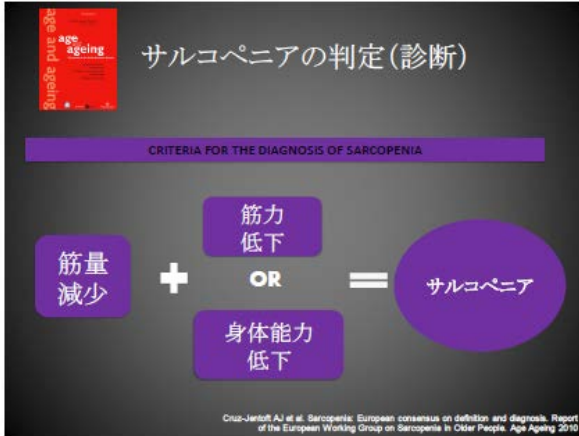 age and ageing
age
ageing
サルコペニアの判定(診断)
CRITERIA FOR THE DIAGNOSIS OF SARCOPENIA
筋量
減少
+
筋力
低下
OR
身体能力
低下
=
サルコペニア
Cruz-Jentoft AJ et al. Sarcopenia: European consensus on definition and diagnosis. Report
of the European Working Group on Sarcopenia in Older People. Age Ageing 2010